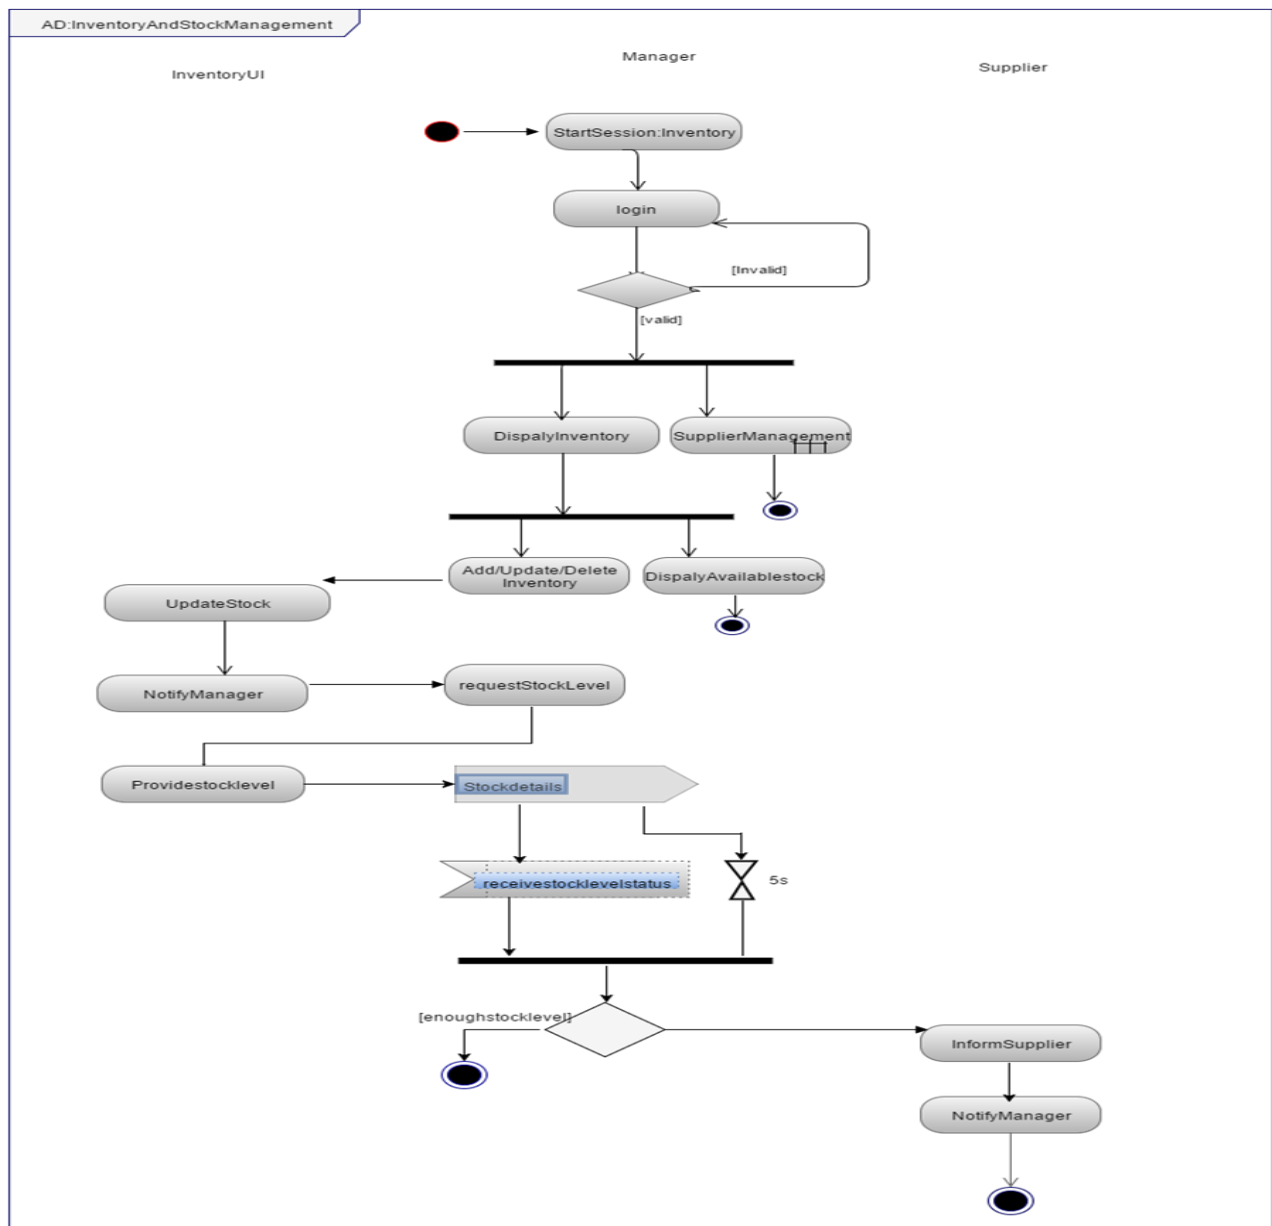 AD:InventoryAndStockManagement
InventoryUI
Manager
Supplier
StartSession:Inventory
login
[Invalid]
[valid]
DispalyInventory
SupplierManagement
Add/Update/Delete
Inventory
DispalyAvailablestock
UpdateStock
NotifyManager
requestStockLevel
Providestocklevel
Stockdetails
receivestocklevelstatus
5s
[enoughstocklevel]
InformSupplier
NotifyManager